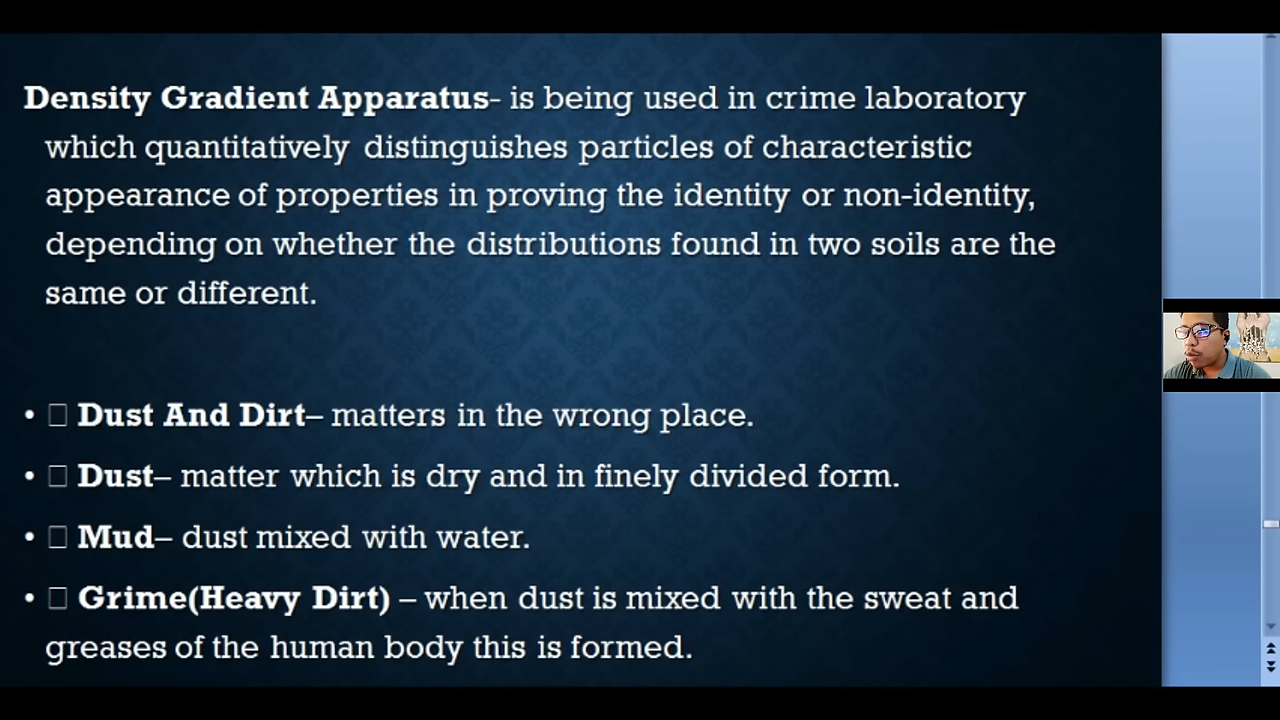 Density Gradient Apparatus- is being used in crime laboratory
which quantitatively distinguishes particles of characteristic
appearance of properties in proving the identity or non-identity,
depending on whether the distributions found in two soils are the
same or different.
• □ Dust And Dirt– matters in the wrong place.
• □ Dust– matter which is dry and in finely divided form.
• □ Mud– dust mixed with water.
• □ Grime(Heavy Dirt) – when dust is mixed with the sweat and
greases of the human body this is formed.